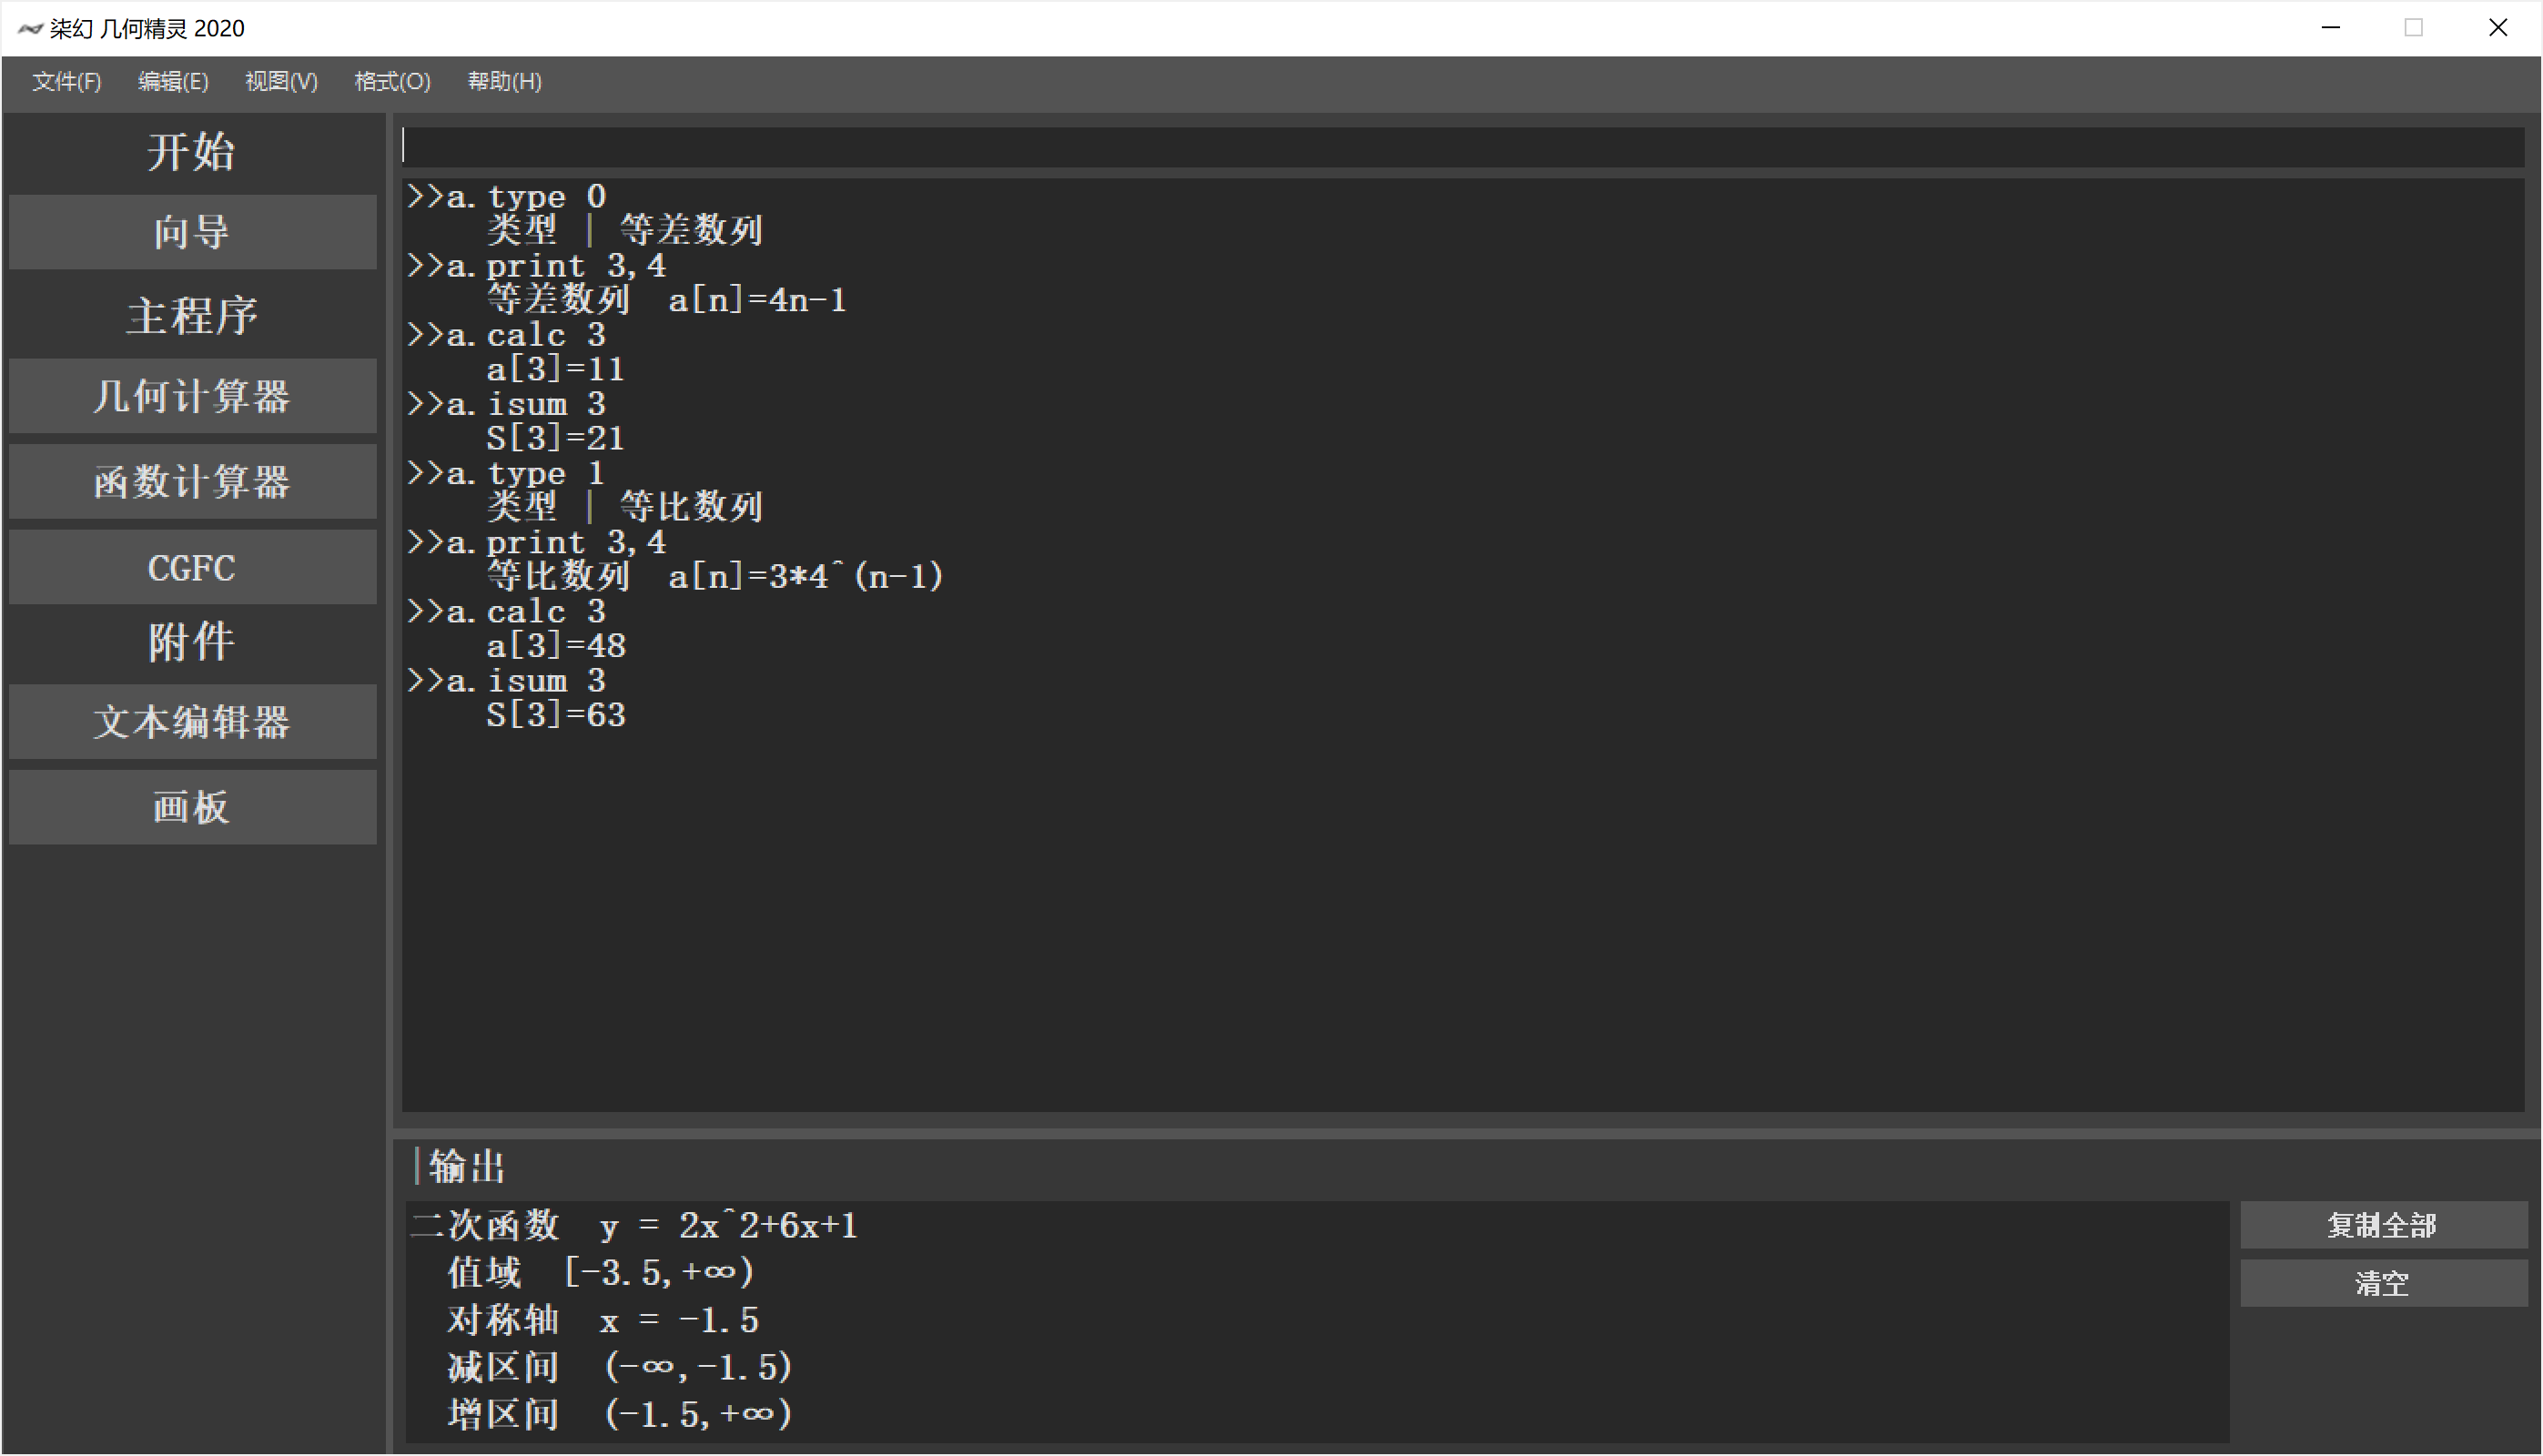 柒幻 几何精灵 2020
文件(F) 编辑(E) 视图(V) 格式(O) 帮助(H)
开始
向导
主程序
几何计算器
函数计算器
CGFC
附件
文本编辑器
画板
>>a.type 0
类型 | 等差数列
>>a.print 3,4
等差数列 a[n]=4n-1
>>a.calc 3
a[3]=11
>>a.isum 3
S[3]=21
>>a.type 1
类型 | 等比数列
>>a.print 3,4
等比数列 a[n]=3*4^(n-1)
>>a.calc 3
a[3]=48
>>a.isum 3
S[3]=63
|输出
二次函数 y = 2x^2+6x+1
值域 [-3.5,+∞)
对称轴 x = -1.5
减区间 (-∞,-1.5)
增区间 (-1.5,+∞)
复制全部
清空